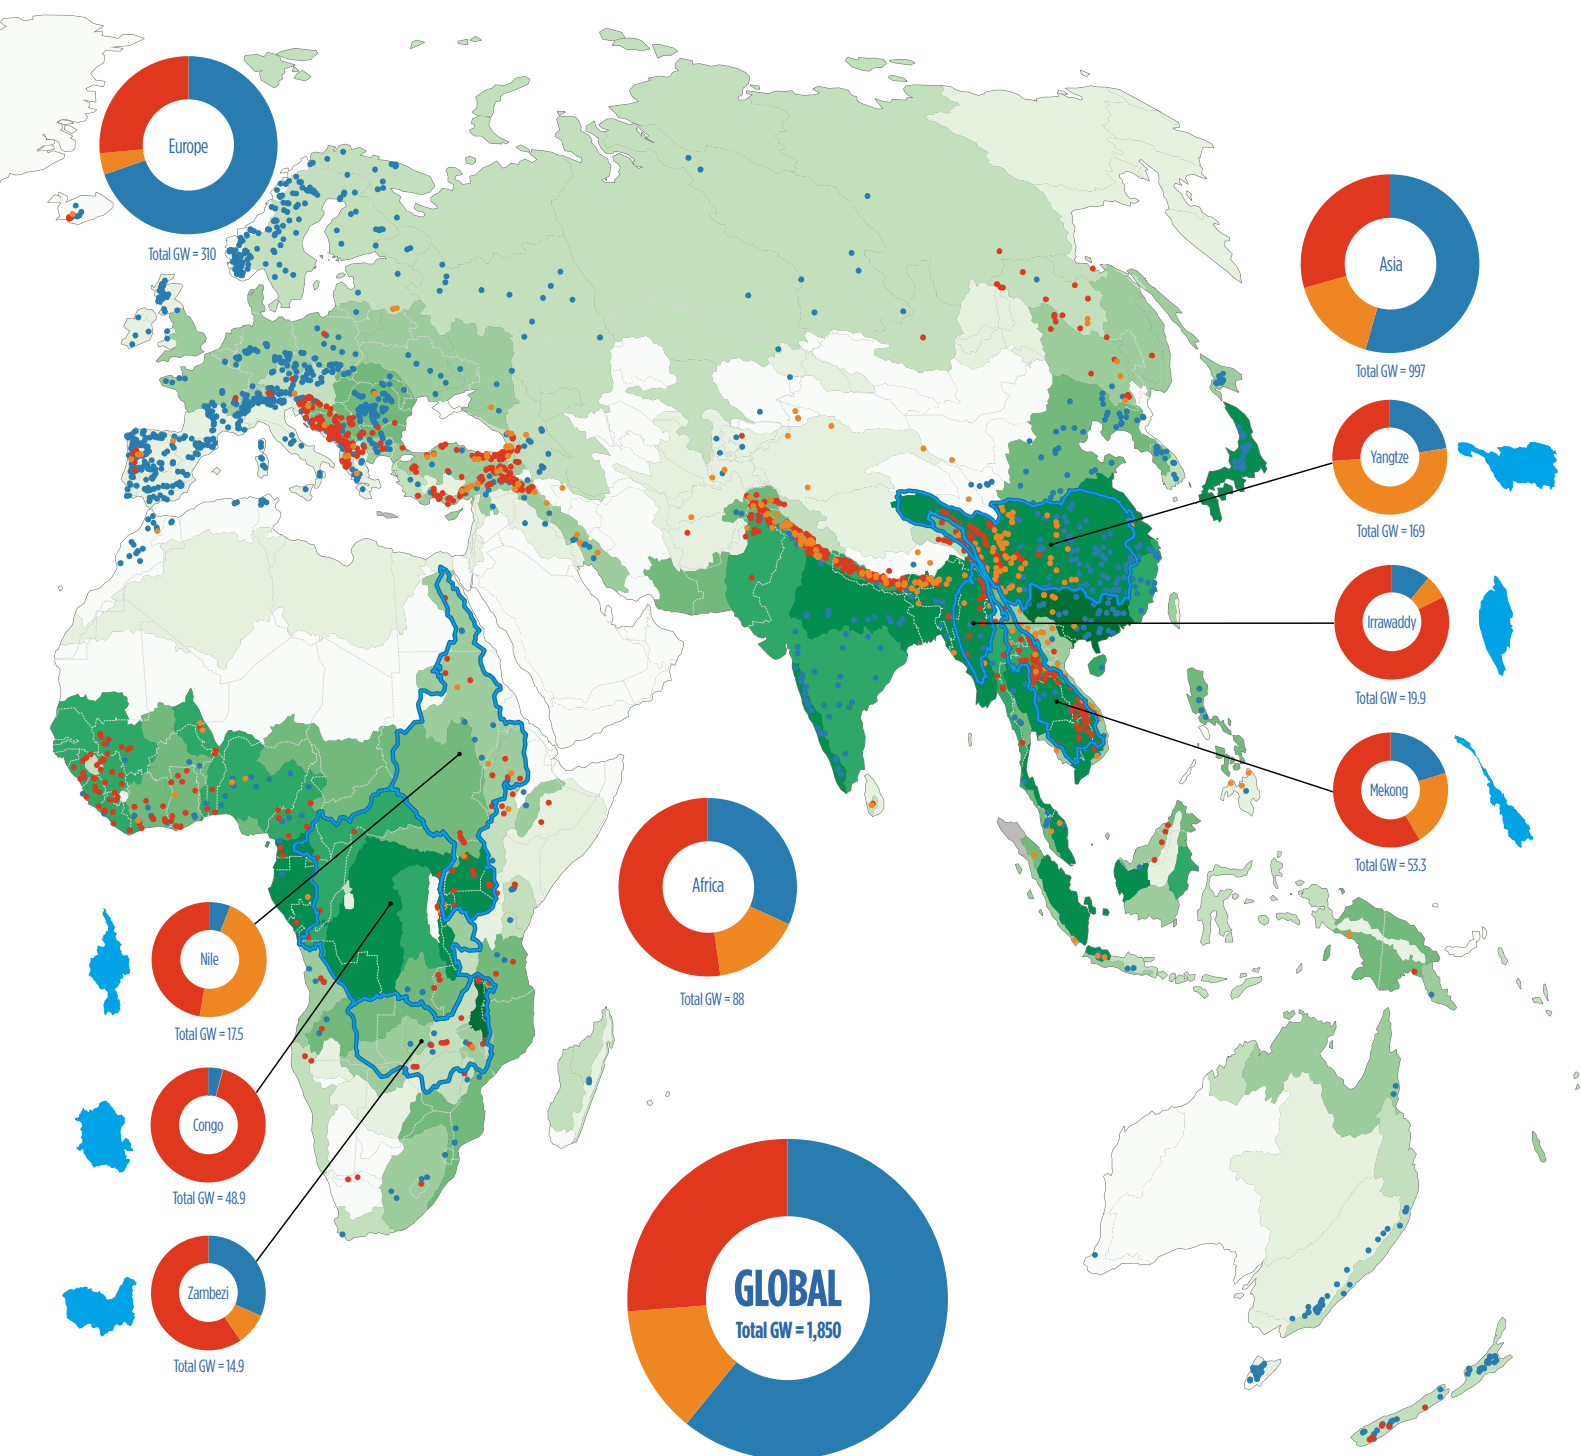 Europe
Total GW = 310
Asia
Total GW = 997
Yangtze
Total GW = 169
Irrawaddy
Total GW = 19.9
Mekong
Total GW = 53.3
Africa
Total GW = 88
Nile
Total GW = 17.5
Congo
Total GW = 48.9
Zambezi
Total GW = 14.9
GLOBAL
Total GW = 1,850